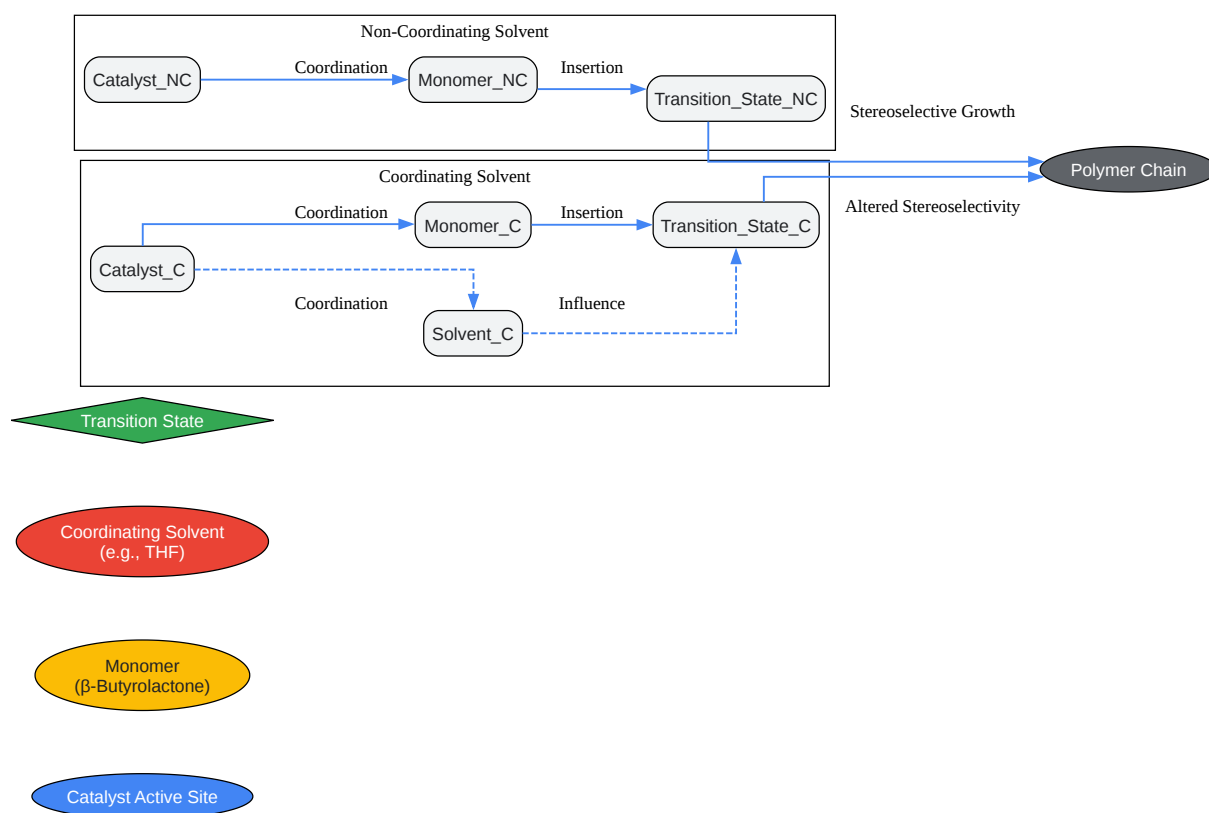 Non-Coordinating Solvent
Catalyst_NC
Coordination
Monomer_NC
Insertion
Transition_State_NC
Stereoselective Growth
Polymer Chain
Coordinating Solvent
Coordination
Monomer_C
Insertion
Transition_State_C
Altered Stereoselectivity
Catalyst_C
Coordination
Influence
Solvent_C
Transition State
Coordinating Solvent
(e.g., THF)
Monomer
(β-Butyrolactone)
Catalyst Active Site